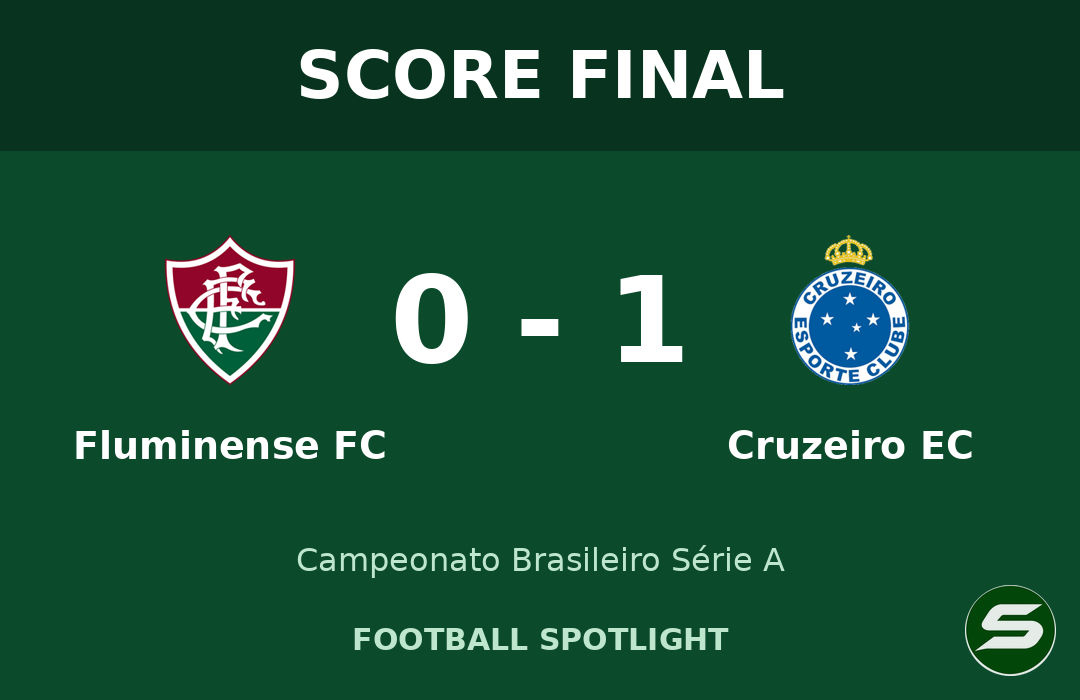 SCORE FINAL
0 - 1
CRUZEIRO
ESPORTE CLUBE
Fluminense FC
Cruzeiro EC
Campeonato Brasileiro Série A
FOOTBALL SPOTLIGHT
S